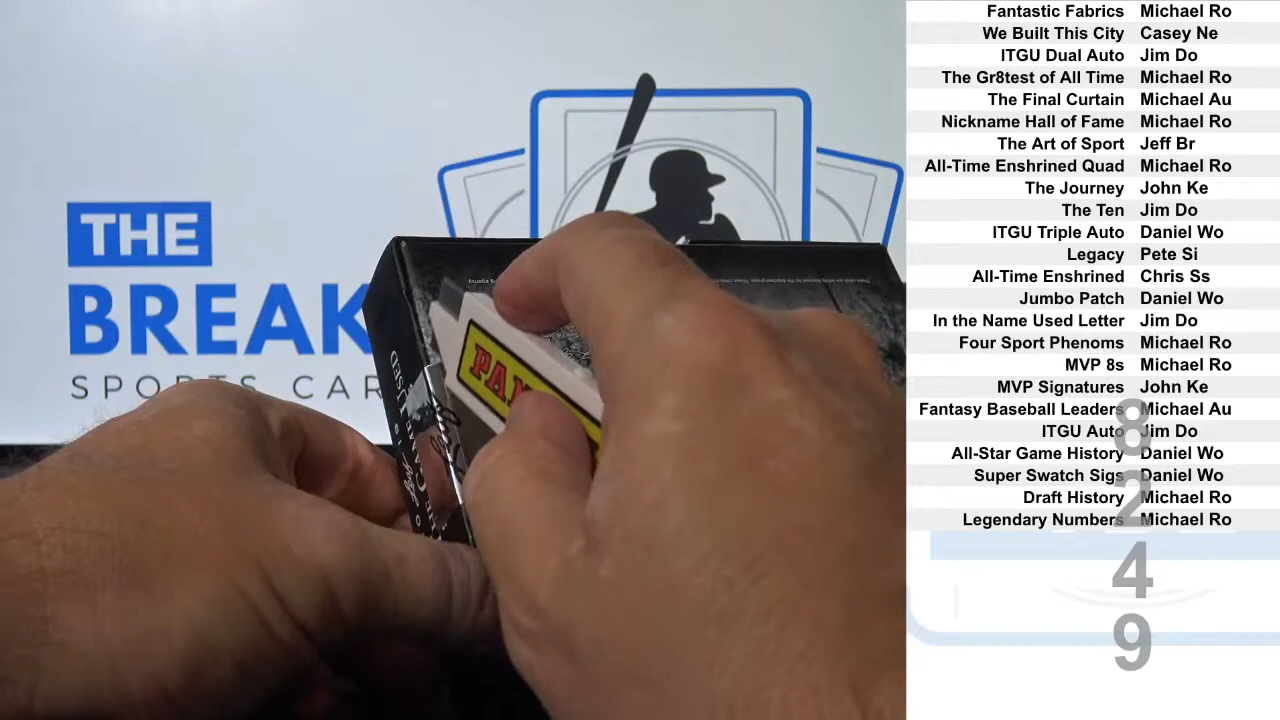 THE
BREAK
SPORTS CAR
PAN
Fantastic Fabrics Michael Ro
We Built This City Casey Ne
ITGU Dual Auto Jim Do
The Gr8test of All Time Michael Ro
The Final Curtain Michael Au
Nickname Hall of Fame Michael Ro
The Art of Sport Jeff Br
All-Time Enshrined Quad Michael Ro
The Journey John Ke
The Ten Jim Do
ITGU Triple Auto Daniel Wo
Legacy Pete Si
All-Time Enshrined Chris Ss
Jumbo Patch Daniel Wo
In the Name Used Letter Jim Do
Four Sport Phenoms Michael Ro
MVP 8s Michael Ro
MVP Signatures John Ke
Fantasy Baseball Leaders Michael Au
ITGU Auto Jim Do
All-Star Game History Daniel Wo
Super Swatch Sigs Daniel Wo
Draft History Michael Ro
Legendary Numbers Michael Ro
8
2
4
9